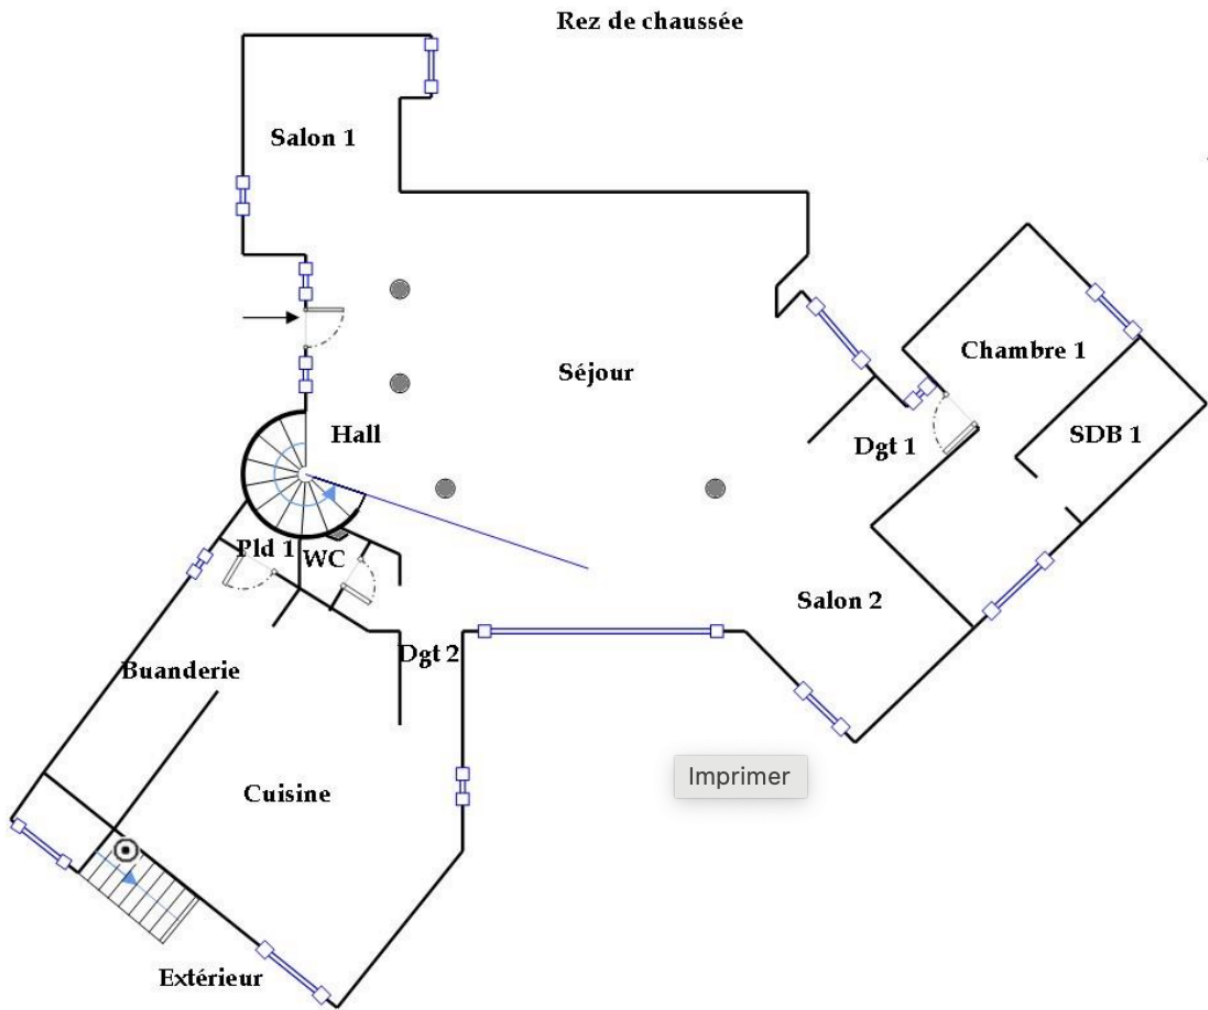 Rez de chaussée
Salon 1
Chambre 1
Séjour
Hall
Dgt 1
SDB 1
Pld 1
WC
Salon 2
Dgt 2
Buanderie
Imprimer
Cuisine
Extérieur